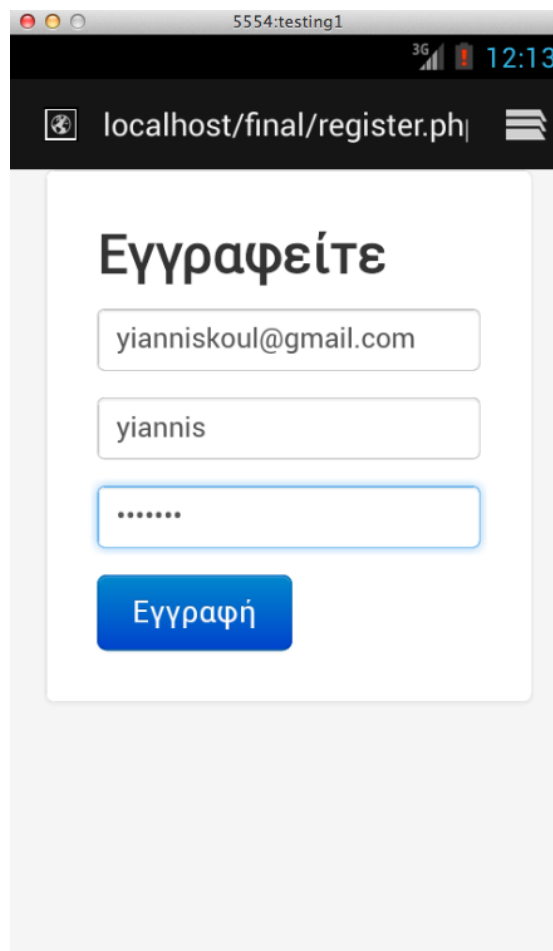 5554:testing1
3G 12:13
localhost/final/register.php
Εγγραφείτε
yianniskoul@gmail.com
yiannis
•••••••
Εγγραφή